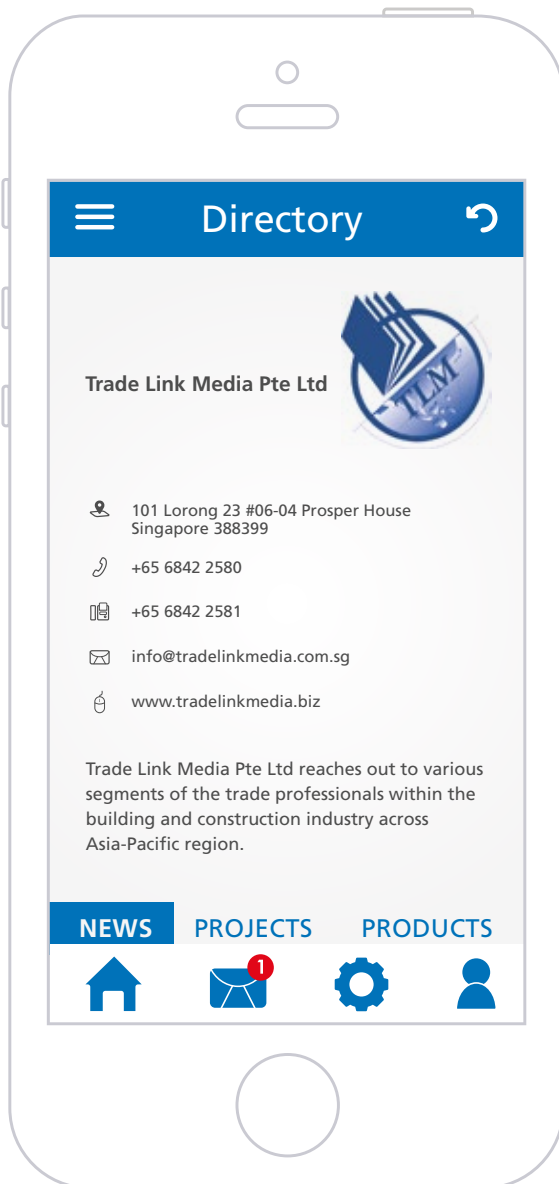 Directory
Trade Link Media Pte Ltd
TLM
101 Lorong 23 #06-04 Prosper House
Singapore 388399
+65 6842 2580
+65 6842 2581
info@tradelinkmedia.com.sg
www.tradelinkmedia.biz
Trade Link Media Pte Ltd reaches out to various
segments of the trade professionals within the
building and construction industry across
Asia-Pacific region.
NEWS PROJECTS PRODUCTS
1